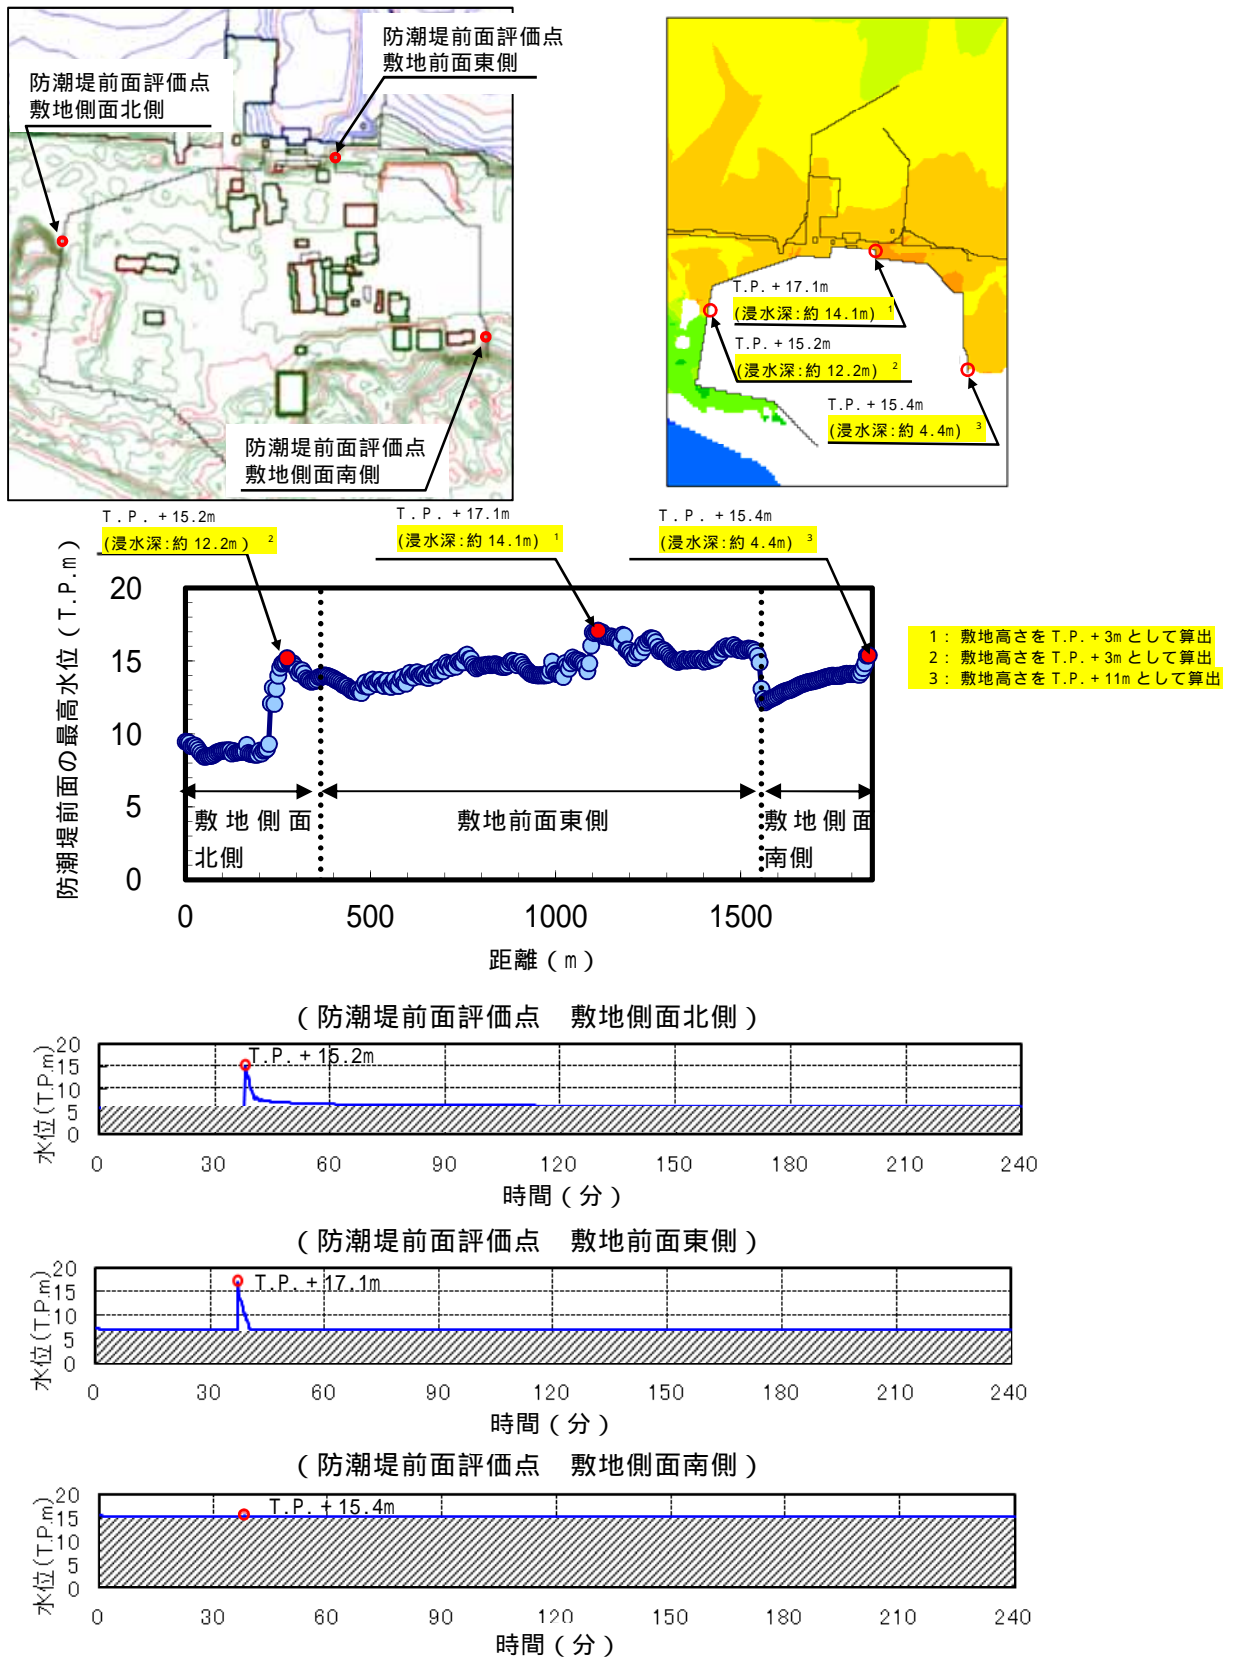 防潮堤前面評価点
敷地前面東側
防潮堤前面評価点
敷地側面北側
防潮堤前面評価点
敷地側面南側
T.P.+17.1m
(浸水深:約14.1m) 1
T.P.+15.2m
(浸水深:約12.2m) 2
T.P.+15.4m
(浸水深:約4.4m) 3
T.P.+15.2m
(浸水深:約12.2m) 2
T.P.+17.1m
(浸水深:約14.1m) 1
T.P.+15.4m
(浸水深:約4.4m) 3
防潮堤前面の最高水位(T.P.m)
20
15
10
5
0
敷地側面
北側
敷地前面東側
敷地側面
南側
0 500 1000 1500
距離(m)
1:敷地高さをT.P.+3mとして算出
2:敷地高さをT.P.+3mとして算出
3:敷地高さをT.P.+11mとして算出
(防潮堤前面評価点 敷地側面北側)
水位(T.P.m)
20
15
10
5
0
T.P.+15.2m
0 30 60 90 120 150 180 210 240
時間(分)
(防潮堤前面評価点 敷地前面東側)
水位(T.P.m)
20
15
10
5
0
T.P.+17.1m
0 30 60 90 120 150 180 210 240
時間(分)
(防潮堤前面評価点 敷地側面南側)
水位(T.P.m)
20
15
10
5
0
T.P.+15.4m
0 30 60 90 120 150 180 210 240
時間(分)